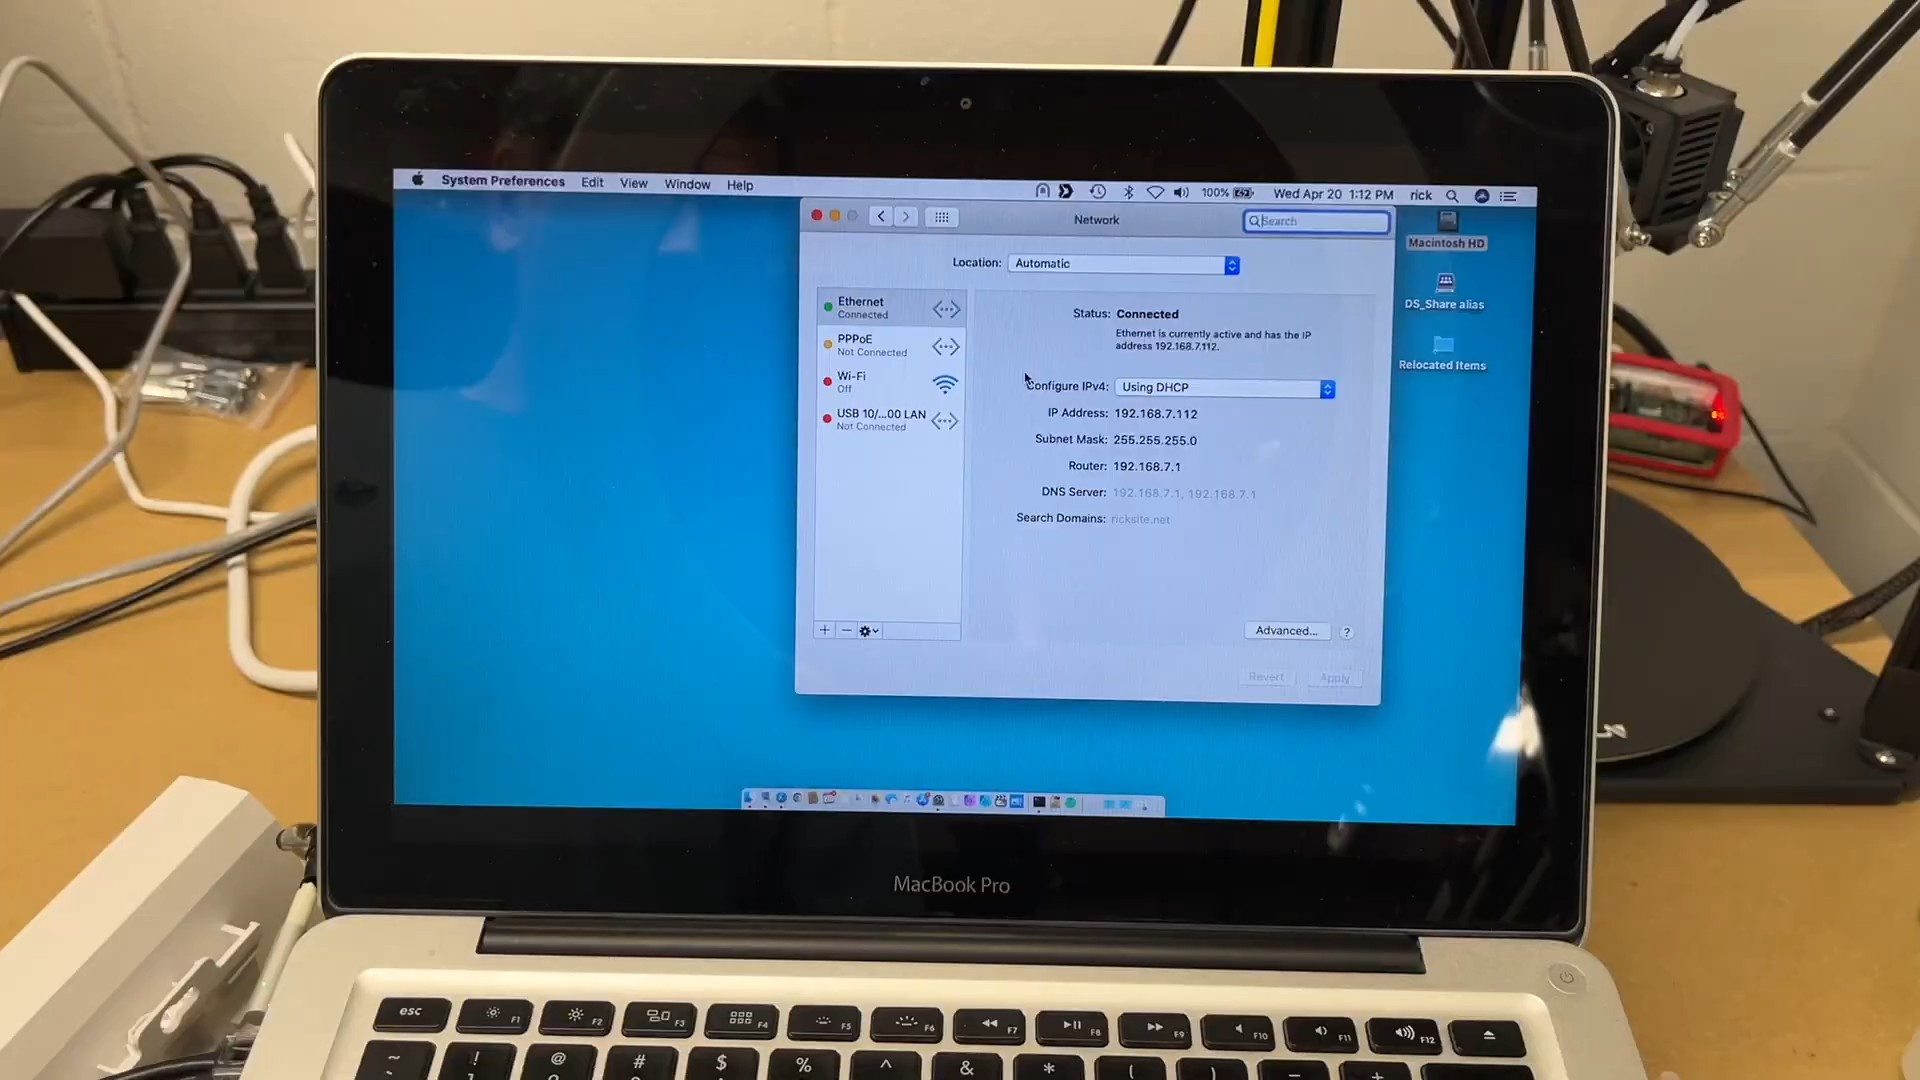 System Preferences Edit View Window Help
100% Wed Apr 20 1:12 PM rick
Network
Search
Macintosh HD
DS_Share alias
Relocated Items
Location: Automatic
Ethernet
Connected
PPPoE
Not Connected
Wi-Fi
Off
USB 10/...00 LAN
Not Connected
Status: Connected
Ethernet is currently active and has the IP
address 192.168.7.112.
Configure IPv4: Using DHCP
IP Address: 192.168.7.112
Subnet Mask: 255.255.255.0
Router: 192.168.7.1
DNS Server: 192.168.7.1, 192.168.7.1
Search Domains: ricksite.net
+ −
Advanced... ?
Revert Apply
MacBook Pro
esc F1 F2 F3 F4 F5 F6 F7 F8 F9 F10 F11 F12
~ ! @ # $ % ^ & * ( ) – +